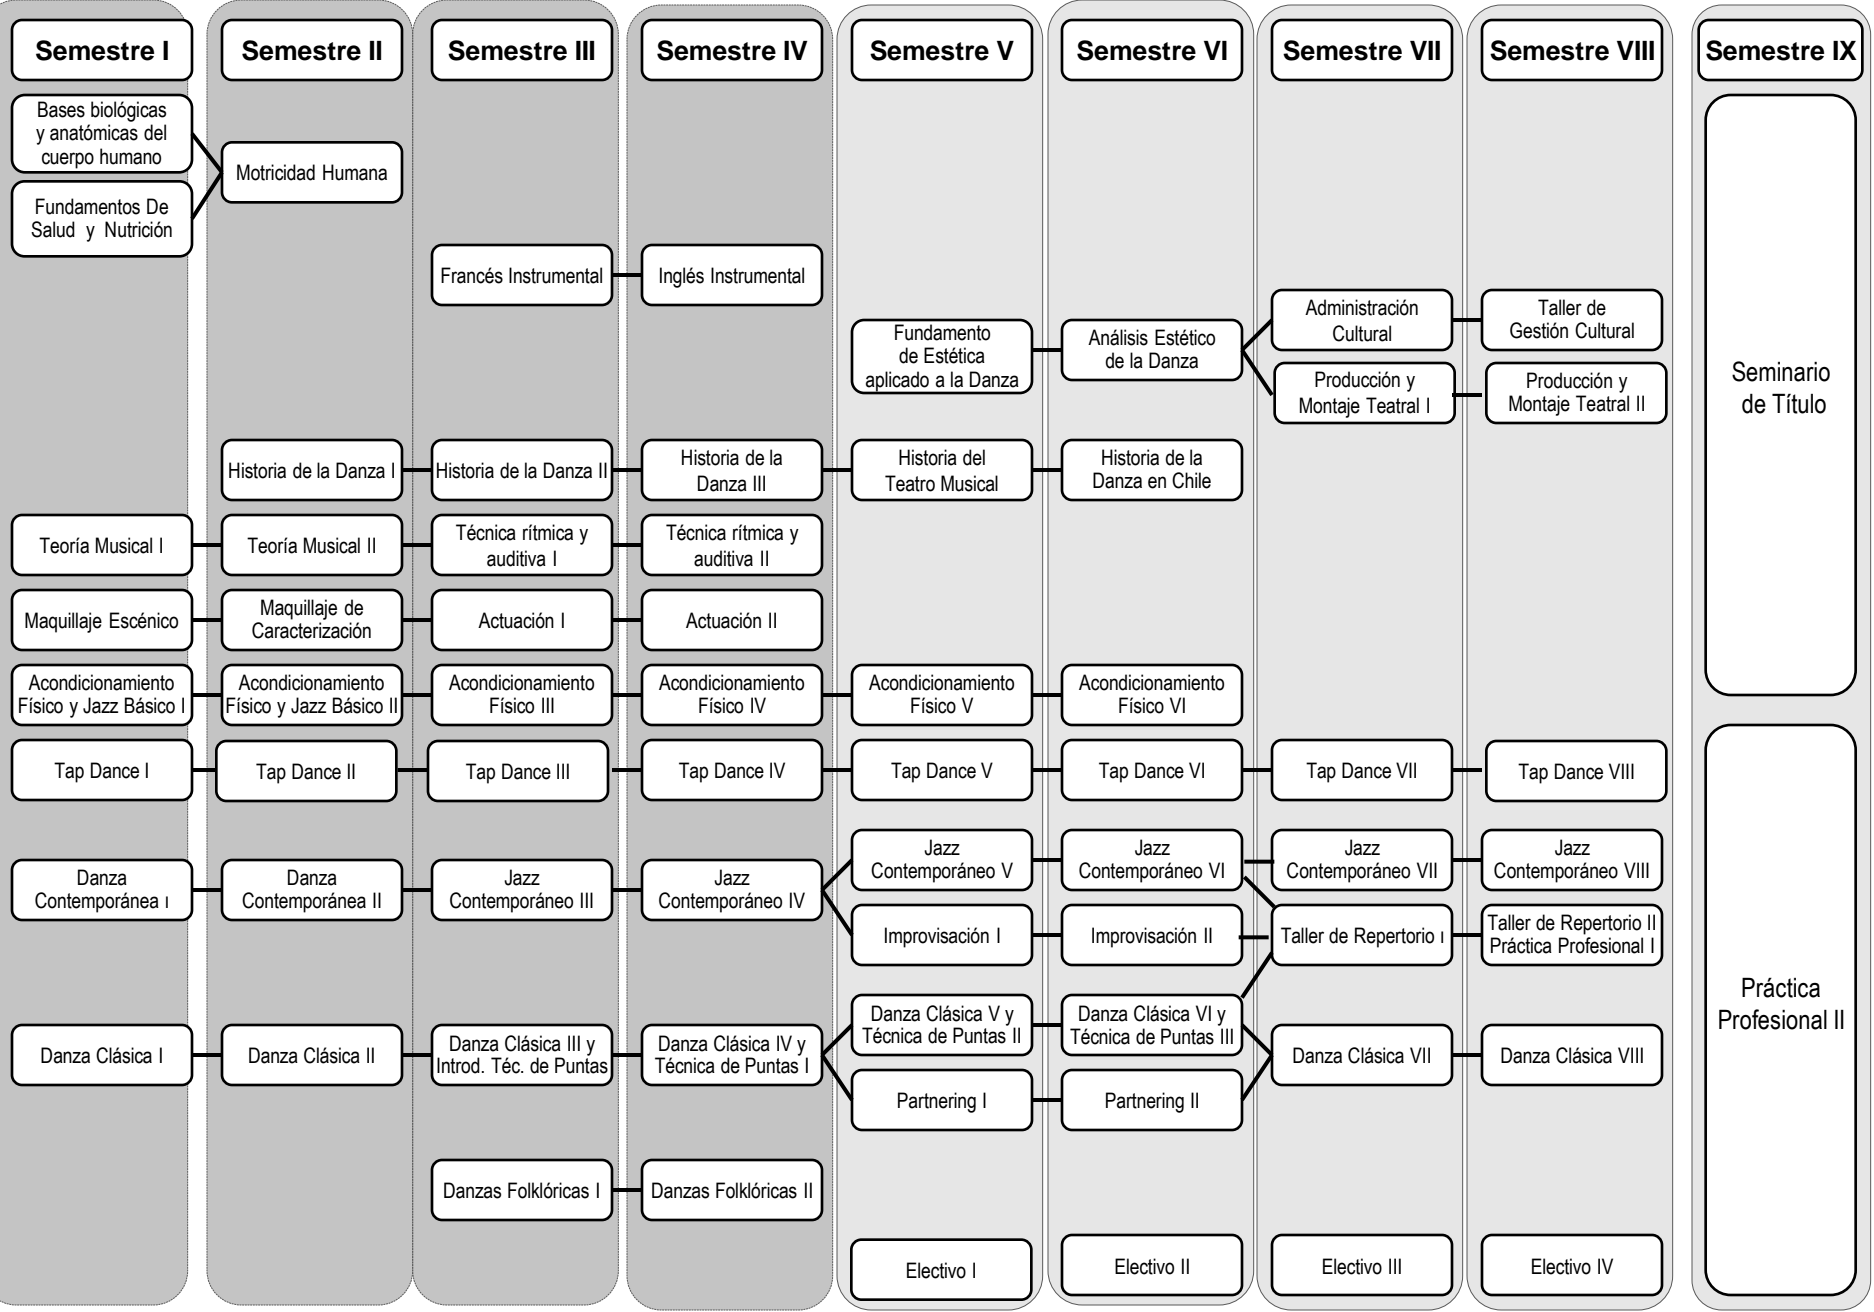 Semestre I
Semestre II
Semestre III
Semestre IV
Semestre V
Semestre VI
Semestre VII
Semestre VIII
Semestre IX
Bases biológicas
y anatómicas del
cuerpo humano
Fundamentos De
Salud y Nutrición
Motricidad Humana
Francés Instrumental
Inglés Instrumental
Fundamento
de Estética
aplicado a la Danza
Análisis Estético
de la Danza
Administración
Cultural
Taller de
Gestión Cultural
Producción y
Montaje Teatral I
Producción y
Montaje Teatral II
Seminario
de Título
Historia de la Danza I
Historia de la Danza II
Historia de la
Danza III
Historia del
Teatro Musical
Historia de la
Danza en Chile
Teoría Musical I
Teoría Musical II
Técnica rítmica y
auditiva I
Técnica rítmica y
auditiva II
Maquillaje Escénico
Maquillaje de
Caracterización
Actuación I
Actuación II
Acondicionamiento
Físico y Jazz Básico I
Acondicionamiento
Físico y Jazz Básico II
Acondicionamiento
Físico III
Acondicionamiento
Físico IV
Acondicionamiento
Físico V
Acondicionamiento
Físico VI
Tap Dance I
Tap Dance II
Tap Dance III
Tap Dance IV
Tap Dance V
Tap Dance VI
Tap Dance VII
Tap Dance VIII
Danza
Contemporánea I
Danza
Contemporánea II
Jazz
Contemporáneo III
Jazz
Contemporáneo IV
Jazz
Contemporáneo V
Jazz
Contemporáneo VI
Jazz
Contemporáneo VII
Jazz
Contemporáneo VIII
Improvisación I
Improvisación II
Taller de Repertorio I
Taller de Repertorio II
Práctica Profesional I
Práctica
Profesional II
Danza Clásica I
Danza Clásica II
Danza Clásica III y
Introd. Téc. de Puntas
Danza Clásica IV y
Técnica de Puntas I
Danza Clásica V y
Técnica de Puntas II
Danza Clásica VI y
Técnica de Puntas III
Danza Clásica VII
Danza Clásica VIII
Partnering I
Partnering II
Danzas Folklóricas I
Danzas Folklóricas II
Electivo I
Electivo II
Electivo III
Electivo IV